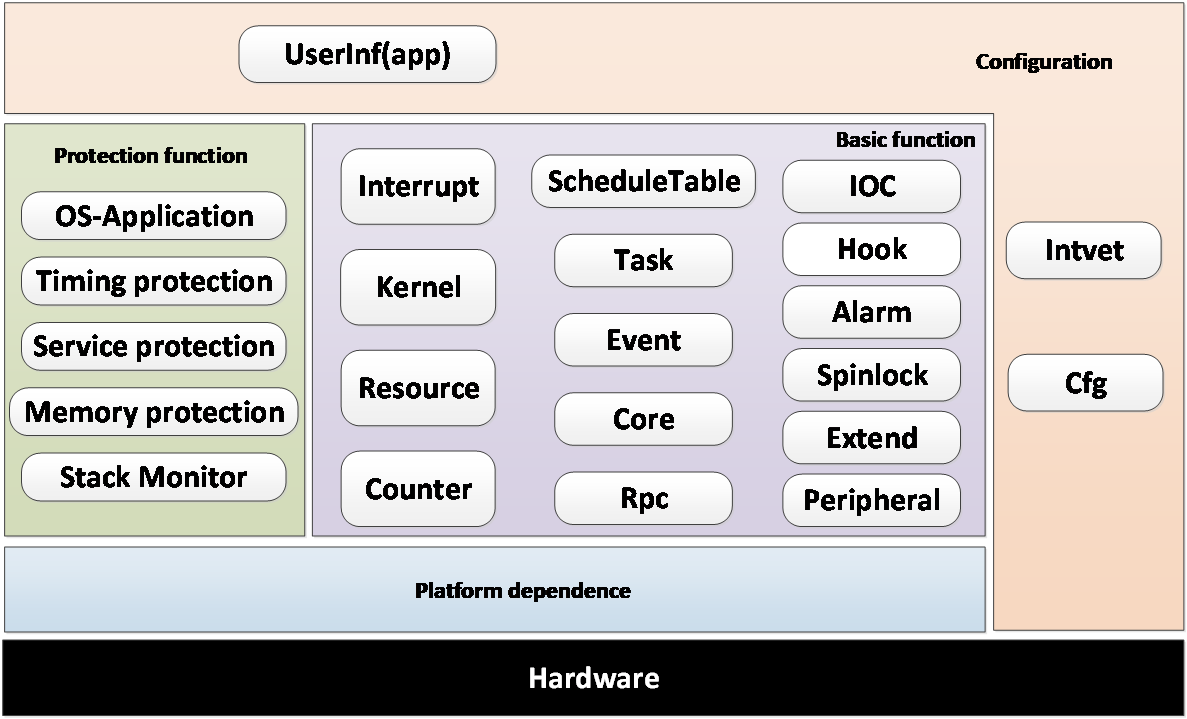 UserInf(app)
Configuration
Protection function
OS-Application
Timing protection
Service protection
Memory protection
Stack Monitor
Basic function
Interrupt
Kernel
Resource
Counter
ScheduleTable
Task
Event
Core
Rpc
IOC
Hook
Alarm
Spinlock
Extend
Peripheral
Intvet
Cfg
Platform dependence
Hardware